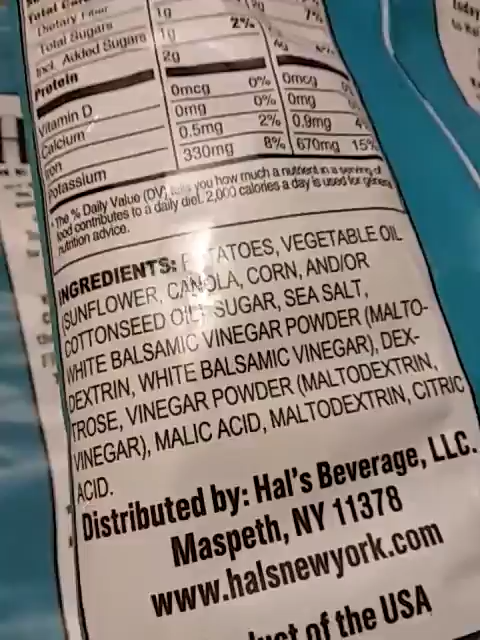 Dietary Fiber 1g 7%
Total Sugars 1g 2%
Incl. Added Sugars
Protein 2g
Vitamin D 0mcg 0% 0mcg
Calcium 0mg 0% 0mg
Iron 0.5mg 2% 0.9mg
Potassium 330mg 8% 670mg 15%
* The % Daily Value (DV) you how much a nutrient in a serving of
food contributes to a daily diet. 2,000 calories a day is used for general
nutrition advice.
INGREDIENTS: POTATOES, VEGETABLE OIL
(SUNFLOWER, CANOLA, CORN, AND/OR
COTTONSEED OIL), SUGAR, SEA SALT,
WHITE BALSAMIC VINEGAR POWDER (MALTO-
DEXTRIN, WHITE BALSAMIC VINEGAR), DEX-
TROSE, VINEGAR POWDER (MALTODEXTRIN,
VINEGAR), MALIC ACID, MALTODEXTRIN, CITRIC
ACID.
Distributed by: Hal's Beverage, LLC.
Maspeth, NY 11378
www.halsnewyork.com
of the USA